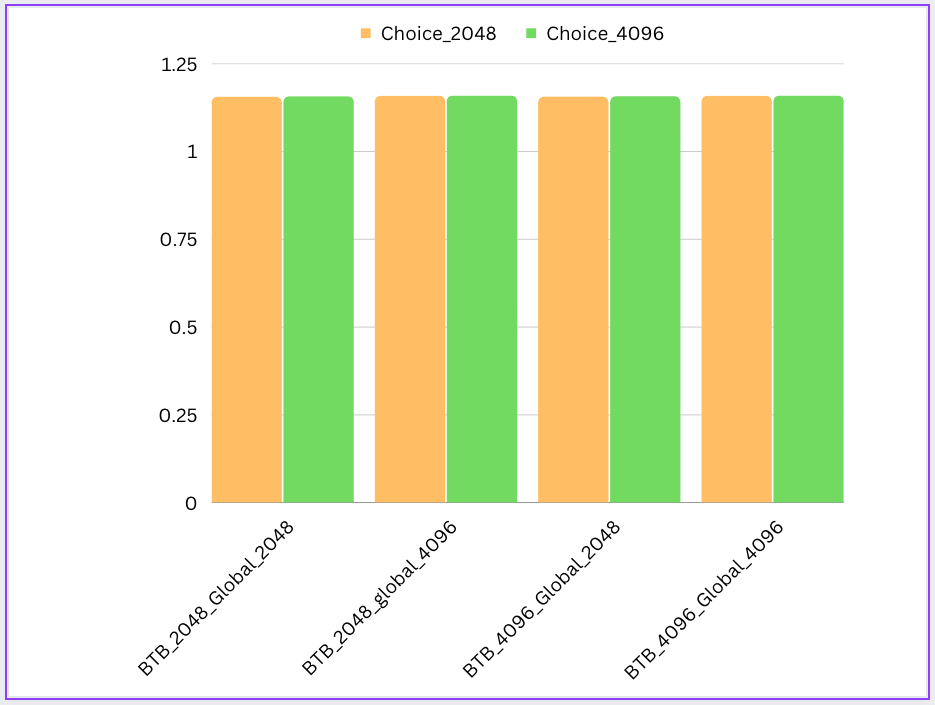 Choice_2048 Choice_4096
1.25
1
0.75
0.5
0.25
0
BTB_2048_Global_2048
BTB_2048_global_4096
BTB_4096_Global_2048
BTB_4096_Global_4096